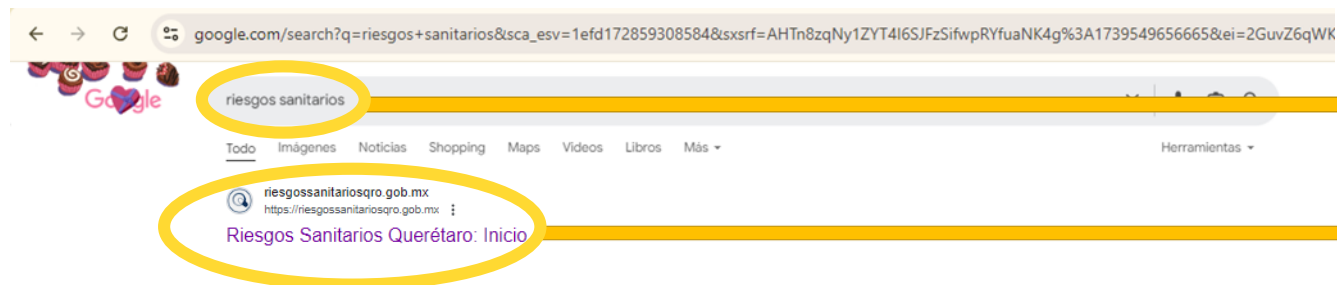 google.com/search?q=riesgos+sanitarios&sca_esv=1efd172859308584&sxsrf=AHTn8zqNy1ZYT4I6SJFzSifwpRYfuaNK4g%3A1739549656665&ei=2GuvZ6qWK
Google
riesgos sanitarios
Todo Imágenes Noticias Shopping Maps Videos Libros Más Herramientas
riesgossanitariosqro.gob.mx
https://riesgossanitariosqro.gob.mx
Riesgos Sanitarios Querétaro: Inicio